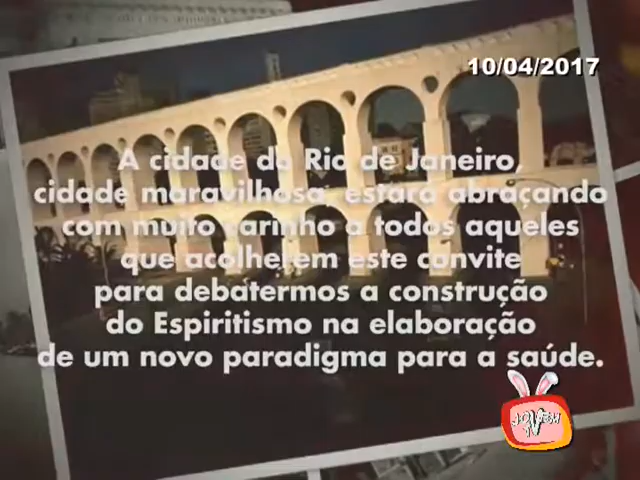 10/04/2017
A cidade do Rio de Janeiro,
cidade maravilhosa, estará abraçando
com muito carinho a todos aqueles
que acolherem este convite
para debatermos a construção
do Espiritismo na elaboração
de um novo paradigma para a saúde.